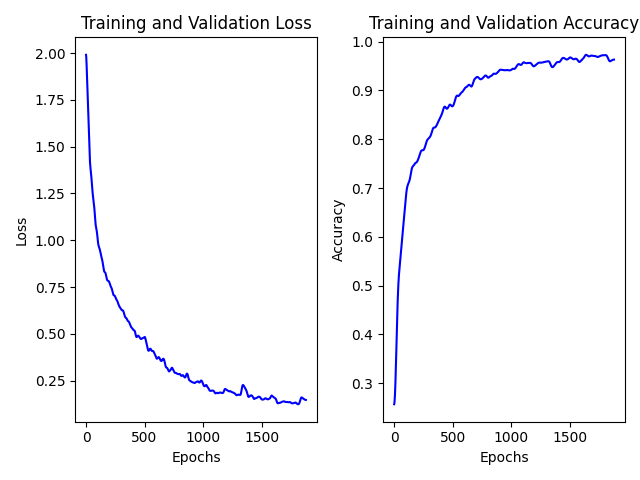 Training and Validation Loss
2.00
1.75
1.50
1.25
1.00
0.75
0.50
0.25
Loss
0 500 1000 1500
Epochs
Training and Validation Accuracy
1.0
0.9
0.8
0.7
0.6
0.5
0.4
0.3
Accuracy
0 500 1000 1500
Epochs